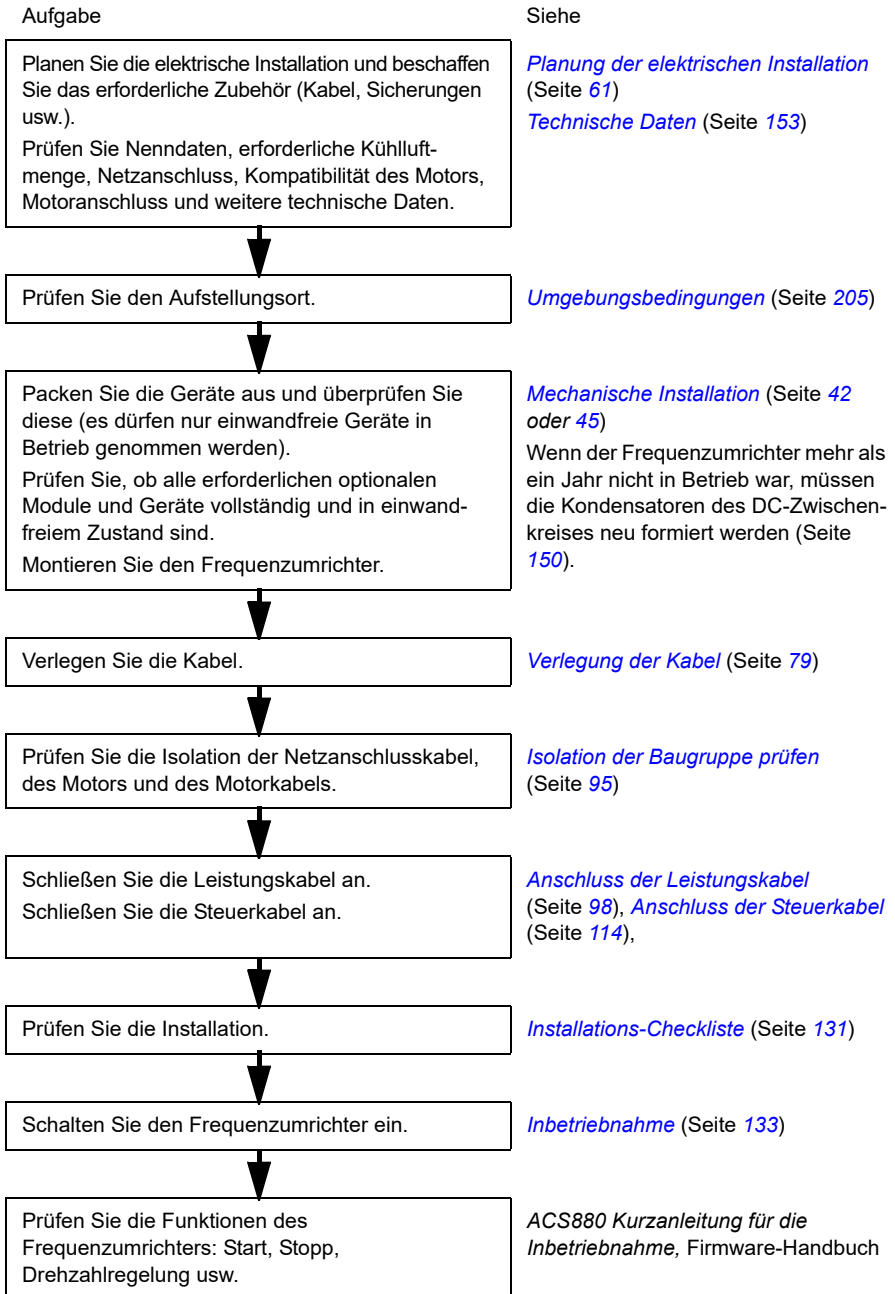 Aufgabe
Siehe
Planen Sie die elektrische Installation und beschaffen
Sie das erforderliche Zubehör (Kabel, Sicherungen
usw.).
Prüfen Sie Nenndaten, erforderliche Kühlluft-
menge, Netzanschluss, Kompatibilität des Motors,
Motoranschluss und weitere technische Daten.
Planung der elektrischen Installation
(Seite 61)
Technische Daten (Seite 153)
Prüfen Sie den Aufstellungsort.
Umgebungsbedingungen (Seite 205)
Packen Sie die Geräte aus und überprüfen Sie
diese (es dürfen nur einwandfreie Geräte in
Betrieb genommen werden).
Prüfen Sie, ob alle erforderlichen optionalen
Module und Geräte vollständig und in einwand-
freiem Zustand sind.
Montieren Sie den Frequenzumrichter.
Mechanische Installation (Seite 42
oder 45)
Wenn der Frequenzumrichter mehr als
ein Jahr nicht in Betrieb war, müssen
die Kondensatoren des DC-Zwischen-
kreises neu formiert werden (Seite
150).
Verlegen Sie die Kabel.
Verlegung der Kabel (Seite 79)
Prüfen Sie die Isolation der Netzanschlusskabel,
des Motors und des Motorkabels.
Isolation der Baugruppe prüfen
(Seite 95)
Schließen Sie die Leistungskabel an.
Schließen Sie die Steuerkabel an.
Anschluss der Leistungskabel
(Seite 98), Anschluss der Steuerkabel
(Seite 114),
Prüfen Sie die Installation.
Installations-Checkliste (Seite 131)
Schalten Sie den Frequenzumrichter ein.
Inbetriebnahme (Seite 133)
Prüfen Sie die Funktionen des
Frequenzumrichters: Start, Stopp,
Drehzahlregelung usw.
ACS880 Kurzanleitung für die
Inbetriebnahme, Firmware-Handbuch